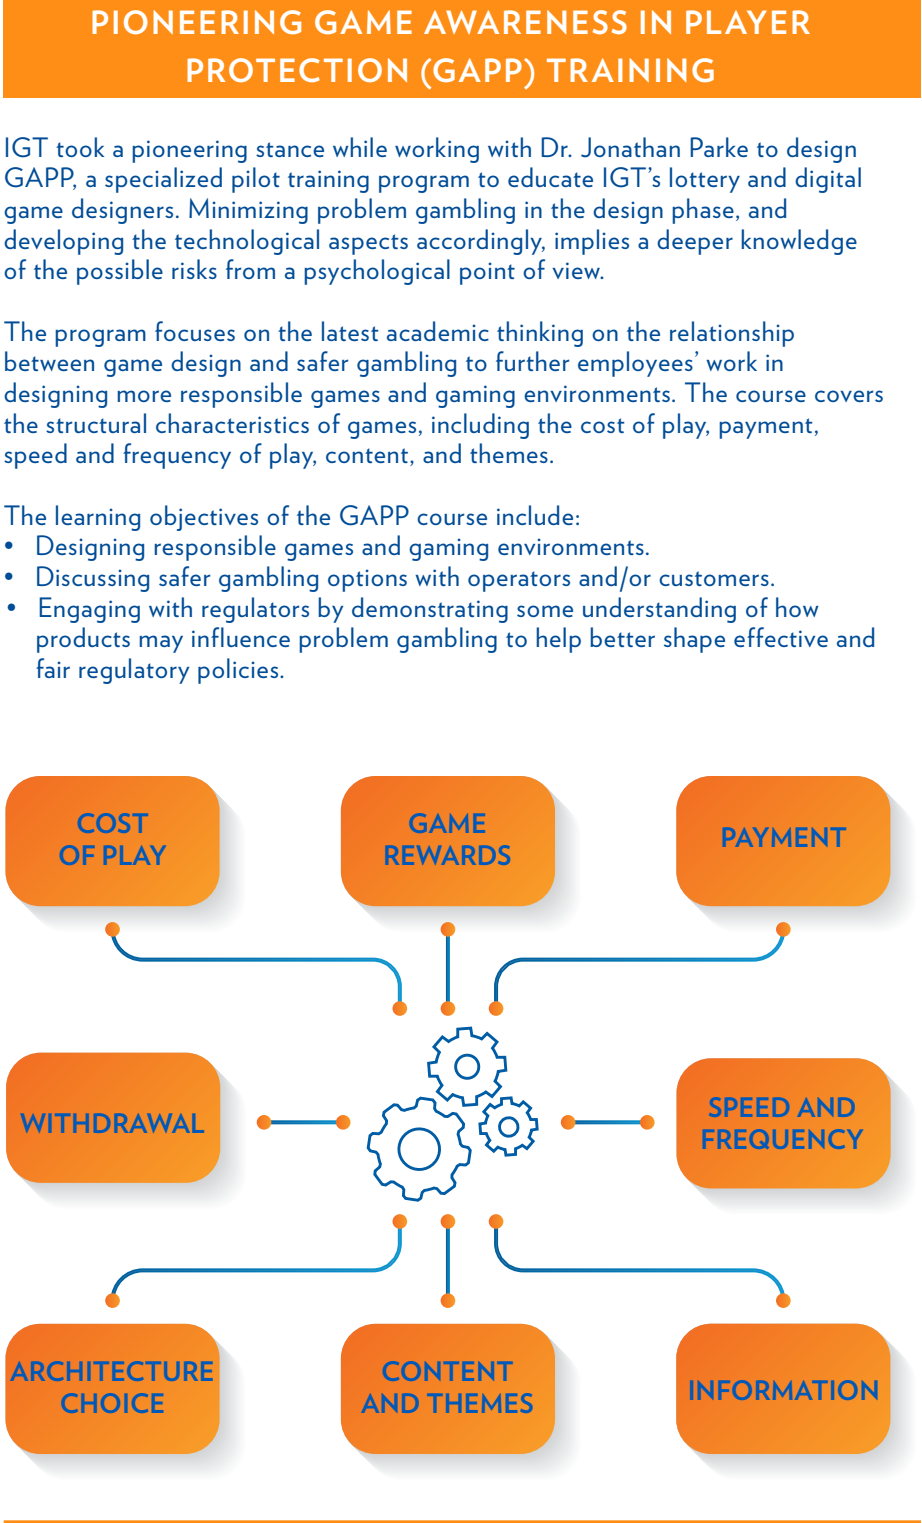 PIONEERING GAME AWARENESS IN PLAYER
PROTECTION (GAPP) TRAINING
IGT took a pioneering stance while working with Dr. Jonathan Parke to design
GAPP, a specialized pilot training program to educate IGT’s lottery and digital
game designers. Minimizing problem gambling in the design phase, and
developing the technological aspects accordingly, implies a deeper knowledge
of the possible risks from a psychological point of view.
The program focuses on the latest academic thinking on the relationship
between game design and safer gambling to further employees’ work in
designing more responsible games and gaming environments. The course covers
the structural characteristics of games, including the cost of play, payment,
speed and frequency of play, content, and themes.
The learning objectives of the GAPP course include:
• Designing responsible games and gaming environments.
• Discussing safer gambling options with operators and/or customers.
• Engaging with regulators by demonstrating some understanding of how
products may influence problem gambling to help better shape effective and
fair regulatory policies.
COST
OF PLAY
GAME
REWARDS
PAYMENT
WITHDRAWAL
SPEED AND
FREQUENCY
ARCHITECTURE
CHOICE
CONTENT
AND THEMES
INFORMATION